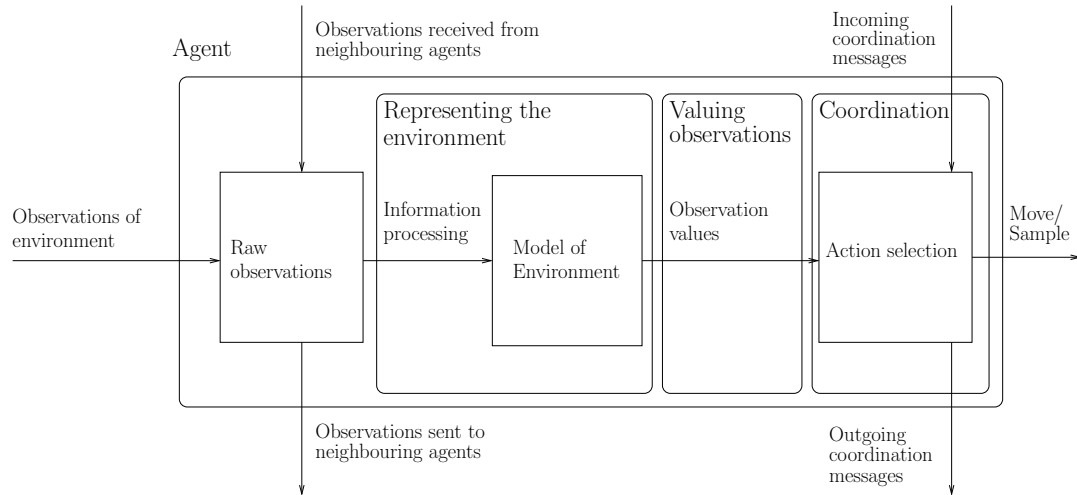 Agent
Observations received from
neighbouring agents
Incoming
coordination
messages
Representing the
environment
Valuing
observations
Coordination
Observations of
environment
Raw
observations
Information
processing
Model of
Environment
Observation
values
Action selection
Move/
Sample
Observations sent to
neighbouring agents
Outgoing
coordination
messages